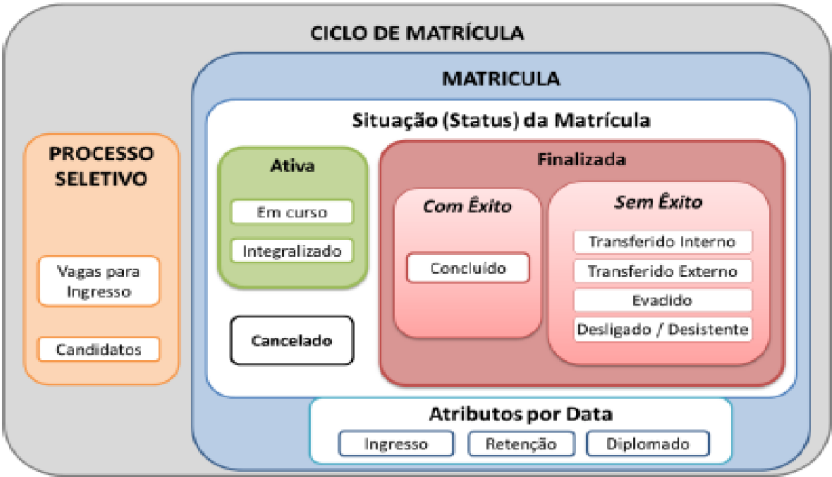 CICLO DE MATRÍCULA
MATRICULA
Situação (Status) da Matrícula
PROCESSO
SELETIVO
Vagas para
Ingresso
Candidatos
Ativa
Em curso
Integralizado
Cancelado
Finalizada
Com Êxito
Concluído
Sem Êxito
Transferido Interno
Transferido Externo
Evadido
Desligado / Desistente
Atributos por Data
Ingresso
Retenção
Diplomado